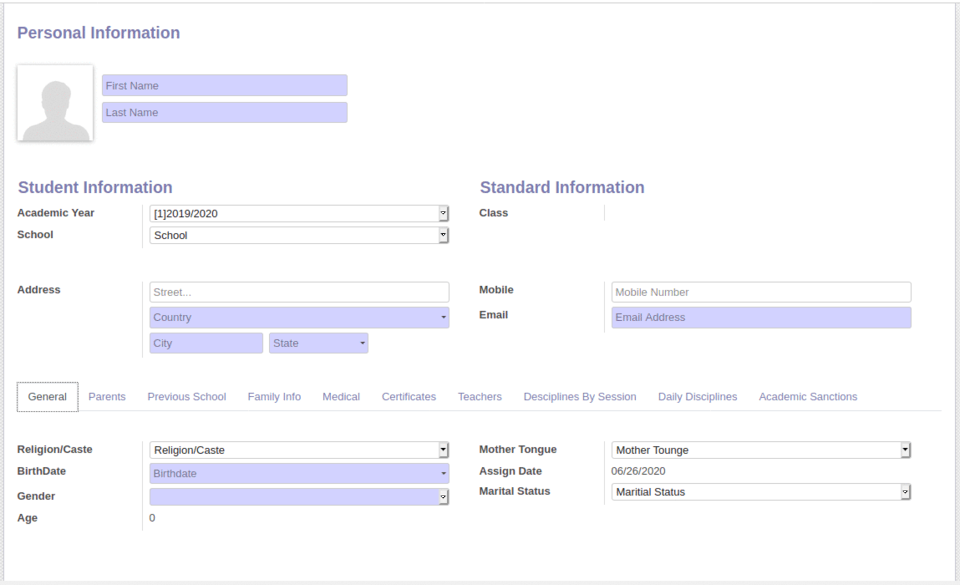 Personal Information
First Name
Last Name
Student Information
Standard Information
Academic Year
[1]2019/2020
Class
School
School
Address
Street...
Mobile
Mobile Number
Country
Email
Email Address
City
State
General
Parents
Previous School
Family Info
Medical
Certificates
Teachers
Desciplines By Session
Daily Disciplines
Academic Sanctions
Religion/Caste
Religion/Caste
Mother Tongue
Mother Tounge
BirthDate
Birthdate
Assign Date
06/26/2020
Gender
Marital Status
Maritial Status
Age
0